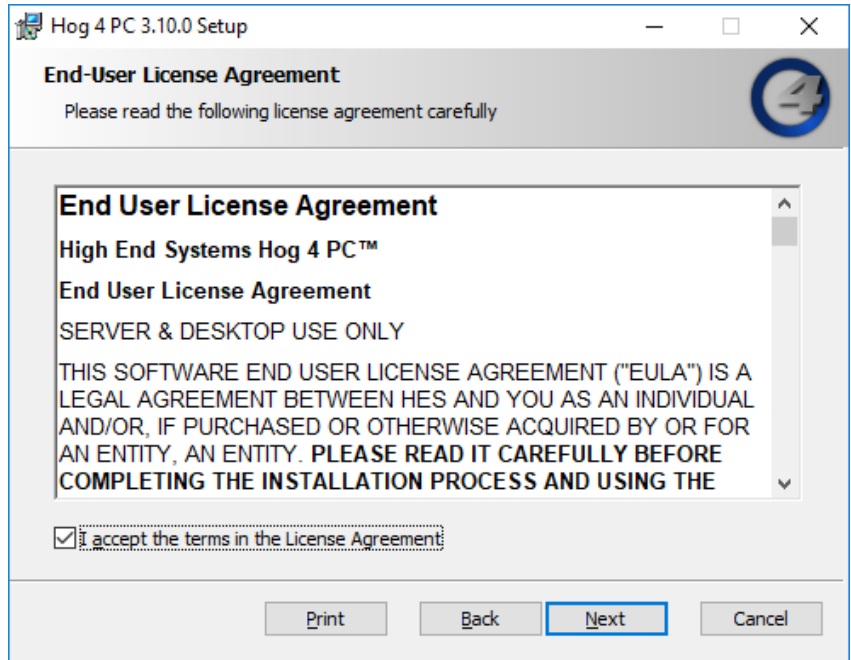 Hog 4 PC 3.10.0 Setup
End-User License Agreement
Please read the following license agreement carefully
4
End User License Agreement
High End Systems Hog 4 PC™
End User License Agreement
SERVER & DESKTOP USE ONLY
THIS SOFTWARE END USER LICENSE AGREEMENT ("EULA") IS A
LEGAL AGREEMENT BETWEEN HES AND YOU AS AN INDIVIDUAL
AND/OR, IF PURCHASED OR OTHERWISE ACQUIRED BY OR FOR
AN ENTITY, AN ENTITY. PLEASE READ IT CAREFULLY BEFORE
COMPLETING THE INSTALLATION PROCESS AND USING THE
I accept the terms in the License Agreement
Print Back Next Cancel